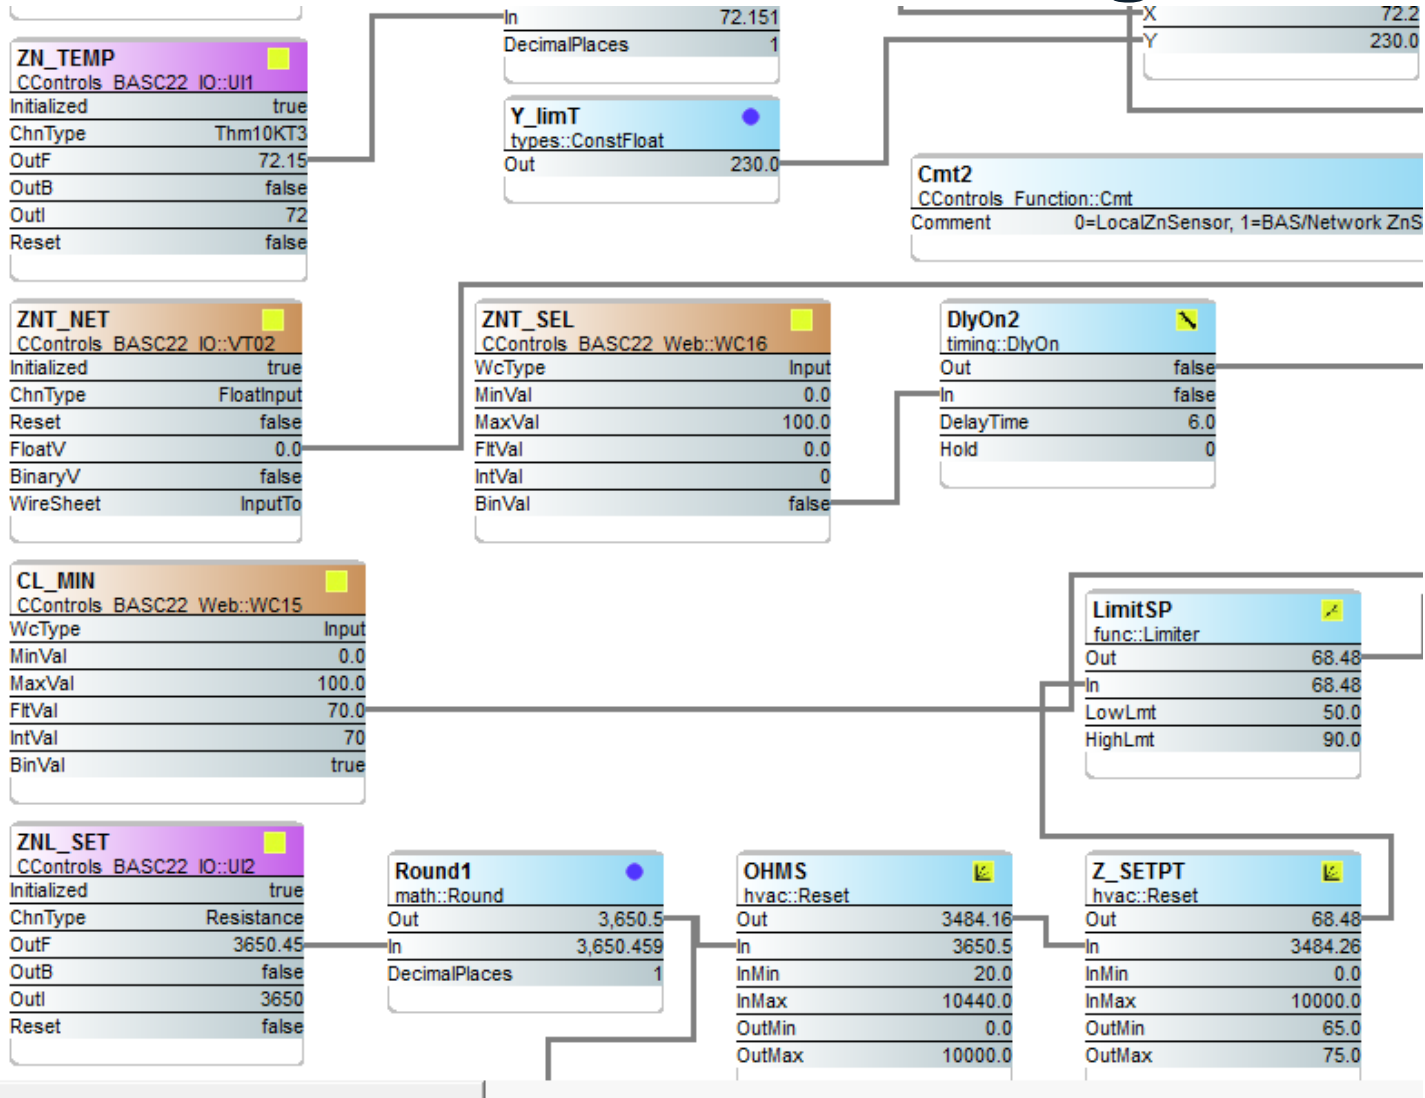 In 72.151
DecimalPlaces 1
X 72.2
Y 230.0
ZN_TEMP
CControls_BASC22_IO::UI1
Initialized true
ChnType Thm10KT3
OutF 72.15
OutB false
OutI 72
Reset false
Y_limT
types::ConstFloat
Out 230.0
Cmt2
CControls_Function::Cmt
Comment 0=LocalZnSensor, 1=BAS/Network ZnS
ZNT_NET
CControls_BASC22_IO::VT02
Initialized true
ChnType FloatInput
Reset false
FloatV 0.0
BinaryV false
WireSheet InputTo
ZNT_SEL
CControls_BASC22_Web::WC16
WcType Input
MinVal 0.0
MaxVal 100.0
FltVal 0.0
IntVal 0
BinVal false
DlyOn2
timing::DlyOn
Out false
In false
DelayTime 6.0
Hold 0
CL_MIN
CControls_BASC22_Web::WC15
WcType Input
MinVal 0.0
MaxVal 100.0
FltVal 70.0
IntVal 70
BinVal true
LimitSP
func::Limiter
Out 68.48
In 68.48
LowLmt 50.0
HighLmt 90.0
ZNL_SET
CControls_BASC22_IO::UI2
Initialized true
ChnType Resistance
OutF 3650.45
OutB false
OutI 3650
Reset false
Round1
math::Round
Out 3,650.5
In 3,650.459
DecimalPlaces 1
OHMS
hvac::Reset
Out 3484.16
In 3650.5
InMin 20.0
InMax 10440.0
OutMin 0.0
OutMax 10000.0
Z_SETPT
hvac::Reset
Out 68.48
In 3484.26
InMin 0.0
InMax 10000.0
OutMin 65.0
OutMax 75.0